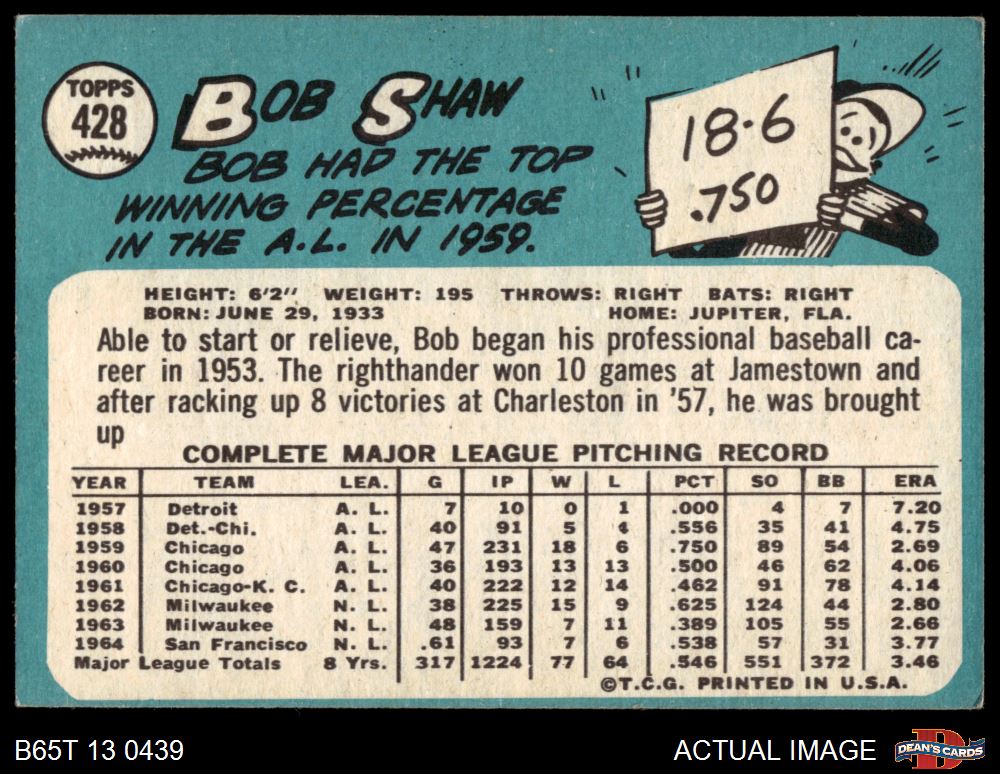 TOPPS
428
BOB SHAW
BOB HAD THE TOP
WINNING PERCENTAGE
IN THE A.L. IN 1959.
18-6
.750
HEIGHT: 6'2" WEIGHT: 195 THROWS: RIGHT BATS: RIGHT
BORN: JUNE 29, 1933 HOME: JUPITER, FLA.
Able to start or relieve, Bob began his professional baseball ca-
reer in 1953. The righthander won 10 games at Jamestown and
after racking up 8 victories at Charleston in '57, he was brought
up
COMPLETE MAJOR LEAGUE PITCHING RECORD
YEAR TEAM LEA. G IP W L PCT SO BB ERA
1957 Detroit A. L. 7 10 0 1 .000 4 7 7.20
1958 Det.-Chi. A. L. 40 91 5 4 .556 35 41 4.75
1959 Chicago A. L. 47 231 18 6 .750 89 54 2.69
1960 Chicago A. L. 36 193 13 13 .500 46 62 4.06
1961 Chicago-K. C. A. L. 40 222 12 14 .462 91 78 4.14
1962 Milwaukee N. L. 38 225 15 9 .625 124 44 2.80
1963 Milwaukee N. L. 48 159 7 11 .389 105 55 2.66
1964 San Francisco N. L. .61 93 7 6 .538 57 31 3.77
Major League Totals 8 Yrs. 317 1224 77 64 .546 551 372 3.46
©T.C.G. PRINTED IN U.S.A.
B65T 13 0439 ACTUAL IMAGE DEAN'S CARDS